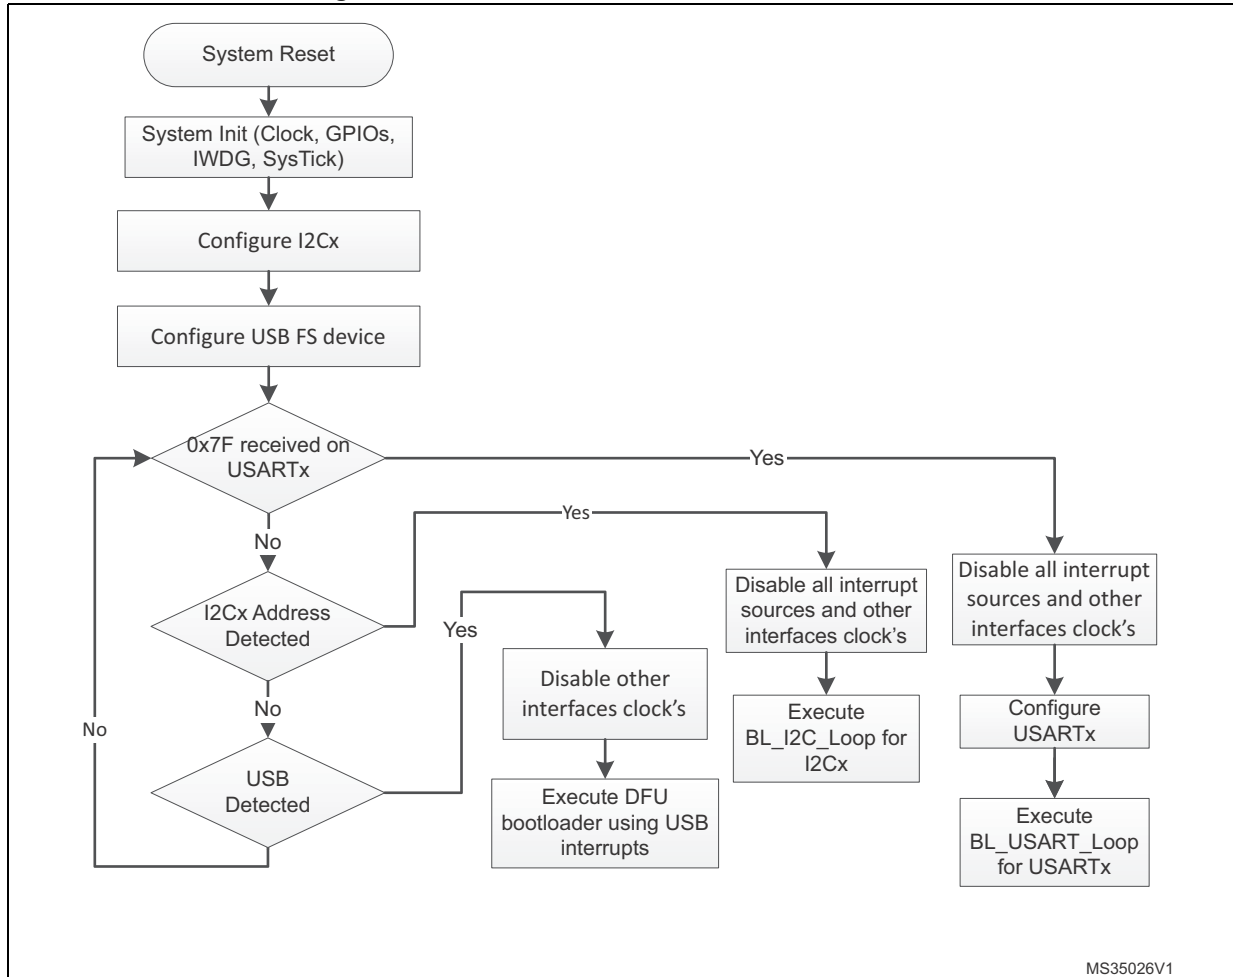 System Reset
System Init (Clock, GPIOs,
IWDG, SysTick)
Configure I2Cx
Configure USB FS device
0x7F received on
USARTx
Yes
No
Yes
I2Cx Address
Detected
Yes
Disable all interrupt
sources and other
interfaces clock's
Disable all interrupt
sources and other
interfaces clock's
Disable other
interfaces clock's
No
No
Execute
BL_I2C_Loop for
I2Cx
Configure
USARTx
USB
Detected
Execute DFU
bootloader using USB
interrupts
Execute
BL_USART_Loop
for USARTx
MS35026V1